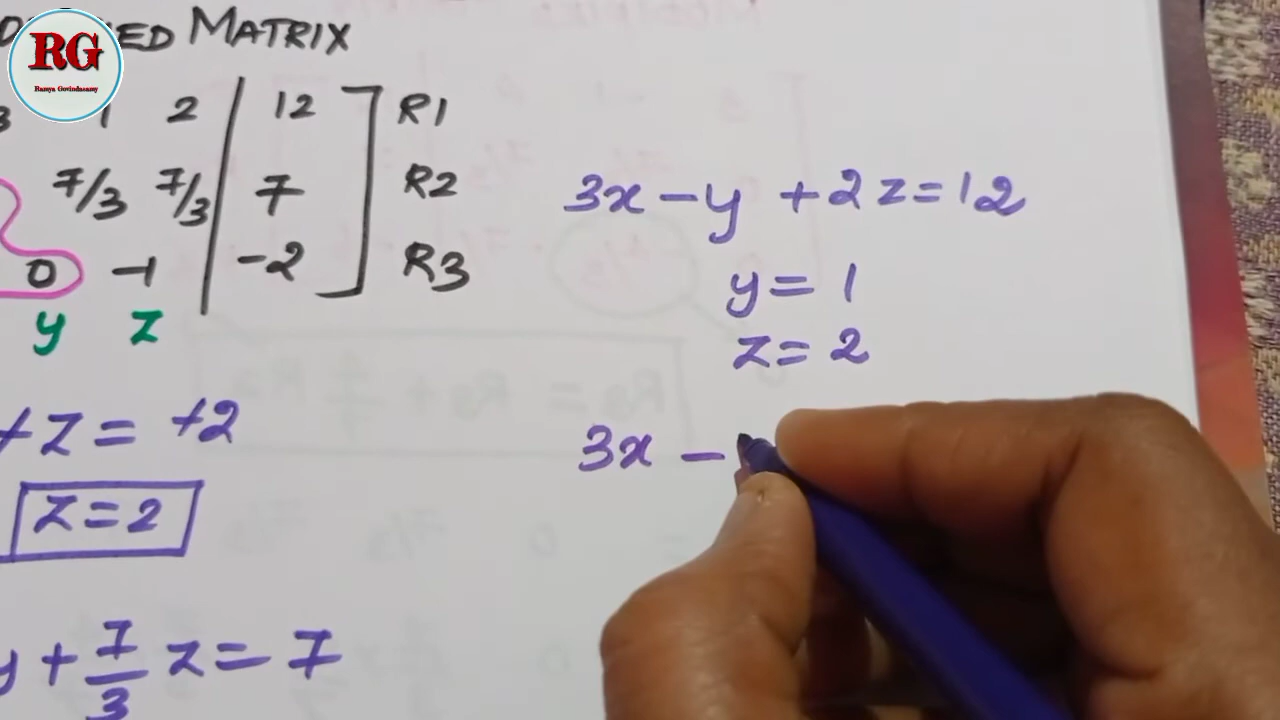 MATRIX
RG
Ramya Govindasamy
1 2 12 R1
7/3 7/3 7 R2
0 -1 -2 R3
y z
+z = +2
z = 2
y + 7/3 z = 7
3x - y + 2z = 12
y = 1
z = 2
3x -